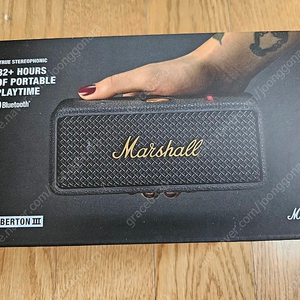 TRUE STEREOPHONIC
32+ HOURS
OF PORTABLE
PLAYTIME
Bluetooth®
Marshall
BERTON III
M